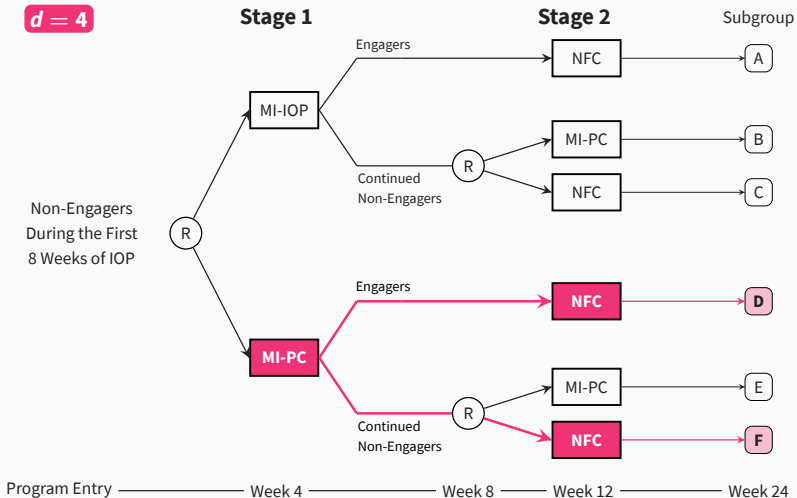 d = 4
Stage 1
Stage 2
Subgroup
Engagers
NFC
A
MI-IOP
MI-PC
B
R
Continued
Non-Engagers
NFC
C
Non-Engagers
During the First
8 Weeks of IOP
R
Engagers
NFC
D
MI-PC
MI-PC
E
R
Continued
Non-Engagers
NFC
F
Program Entry
Week 4
Week 8
Week 12
Week 24